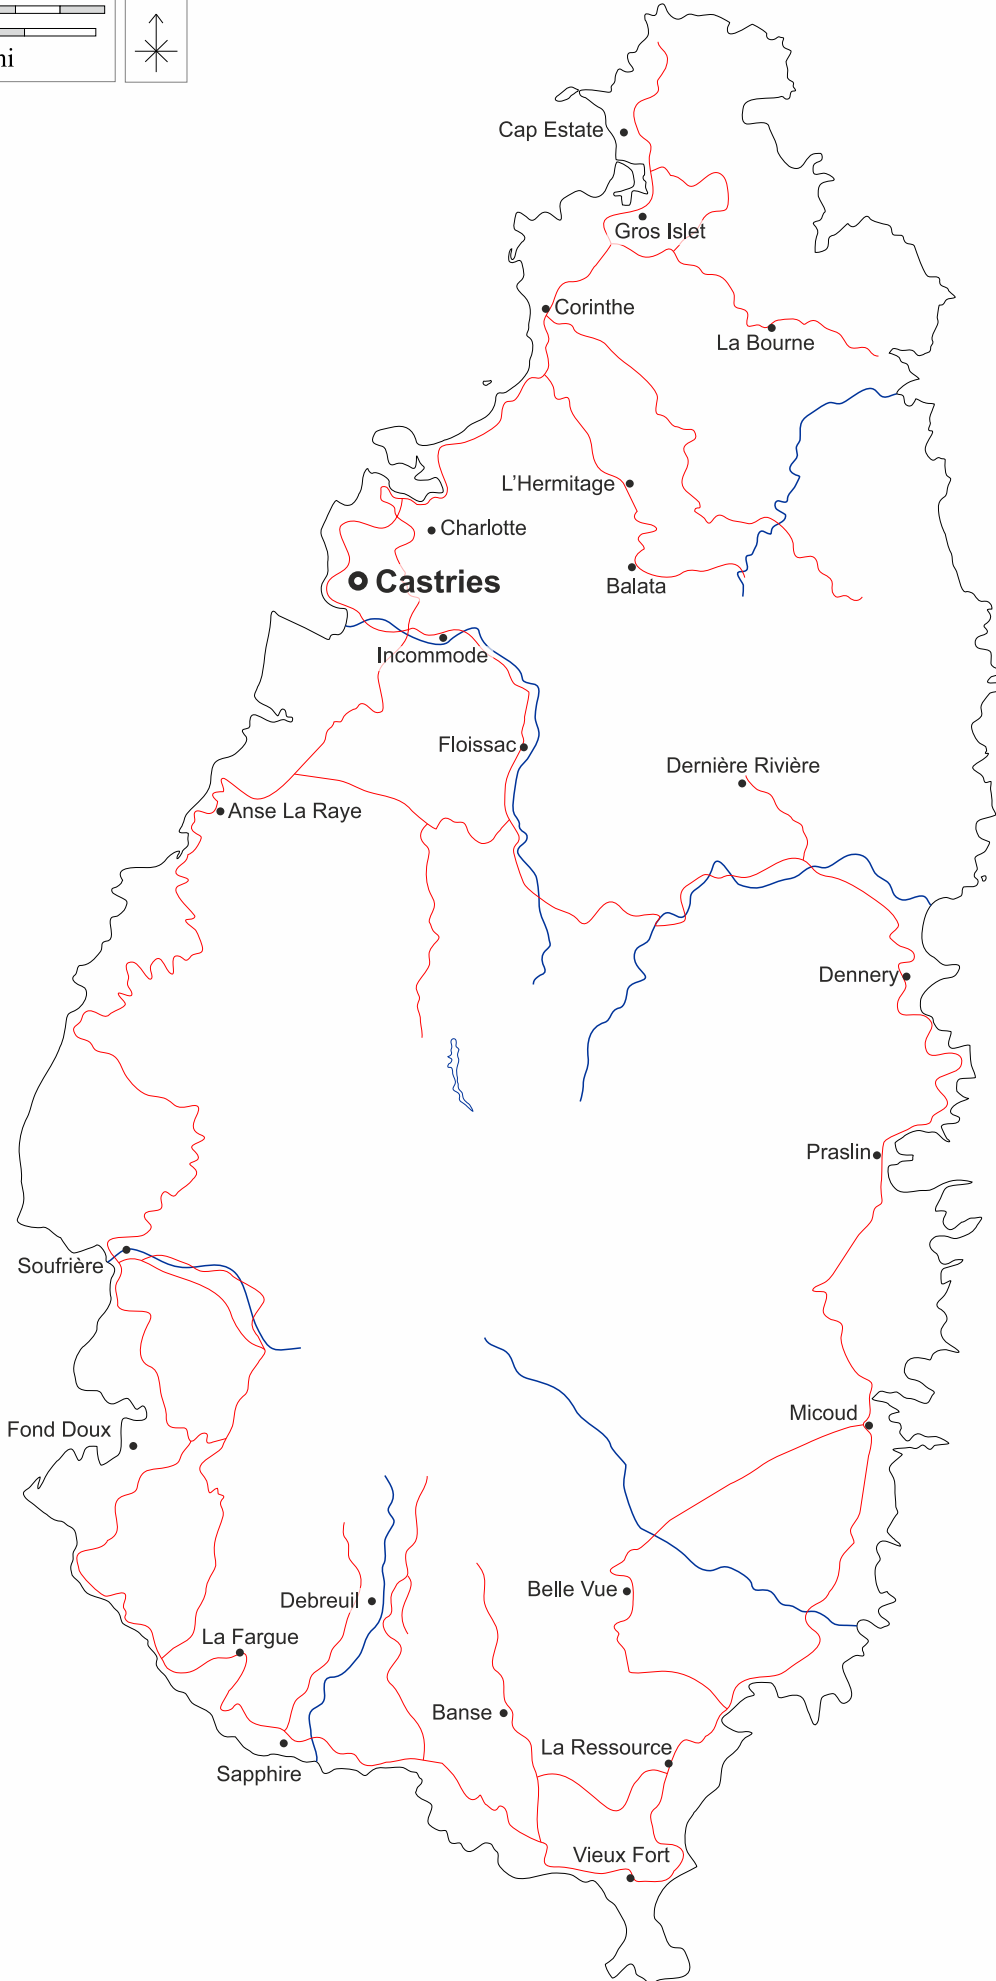 Cap Estate
Gros Islet
Corinthe
La Bourne
L'Hermitage
Charlotte
Castries
Balata
Incommode
Floissac
Dernière Rivière
Anse La Raye
Dennery
Praslin
Soufrière
Micoud
Fond Doux
Belle Vue
Debreuil
La Fargue
Banse
La Ressource
Sapphire
Vieux Fort